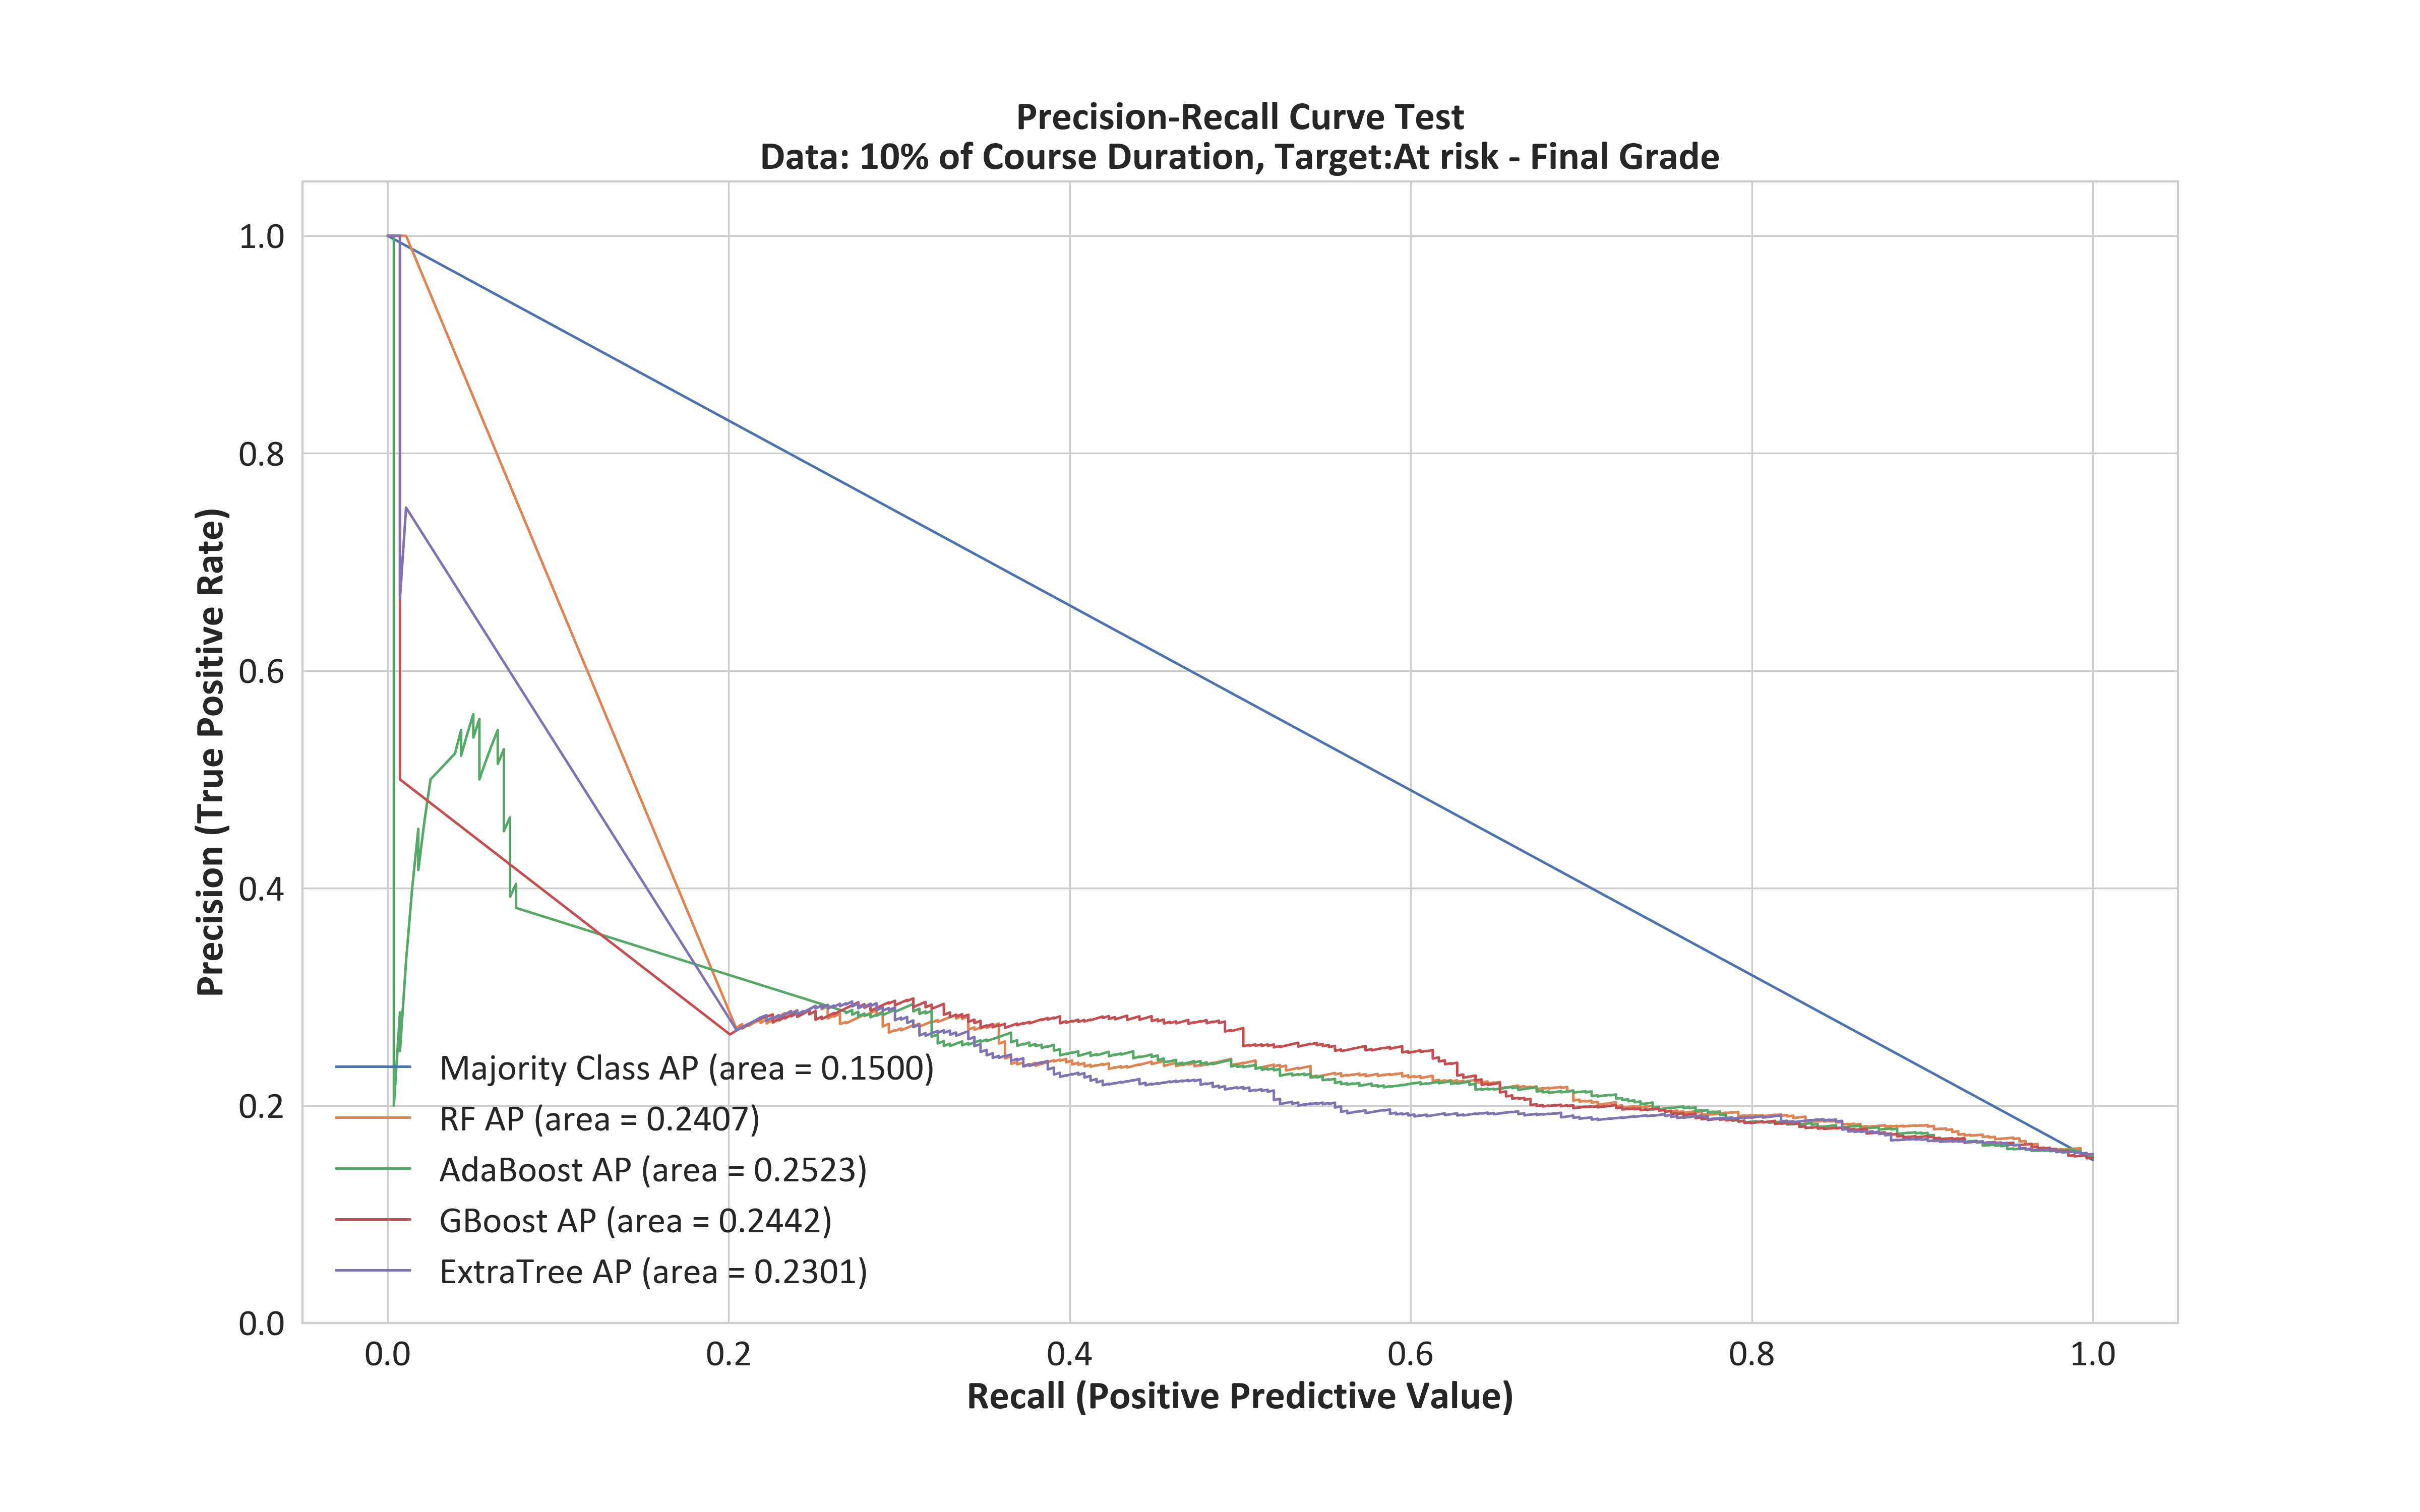 Precision-Recall Curve Test
Data: 10% of Course Duration, Target:At risk - Final Grade
Precision (True Positive Rate)
1.0
0.8
0.6
0.4
0.2
0.0
Majority Class AP (area = 0.1500)
RF AP (area = 0.2407)
AdaBoost AP (area = 0.2523)
GBoost AP (area = 0.2442)
ExtraTree AP (area = 0.2301)
0.0 0.2 0.4 0.6 0.8 1.0
Recall (Positive Predictive Value)